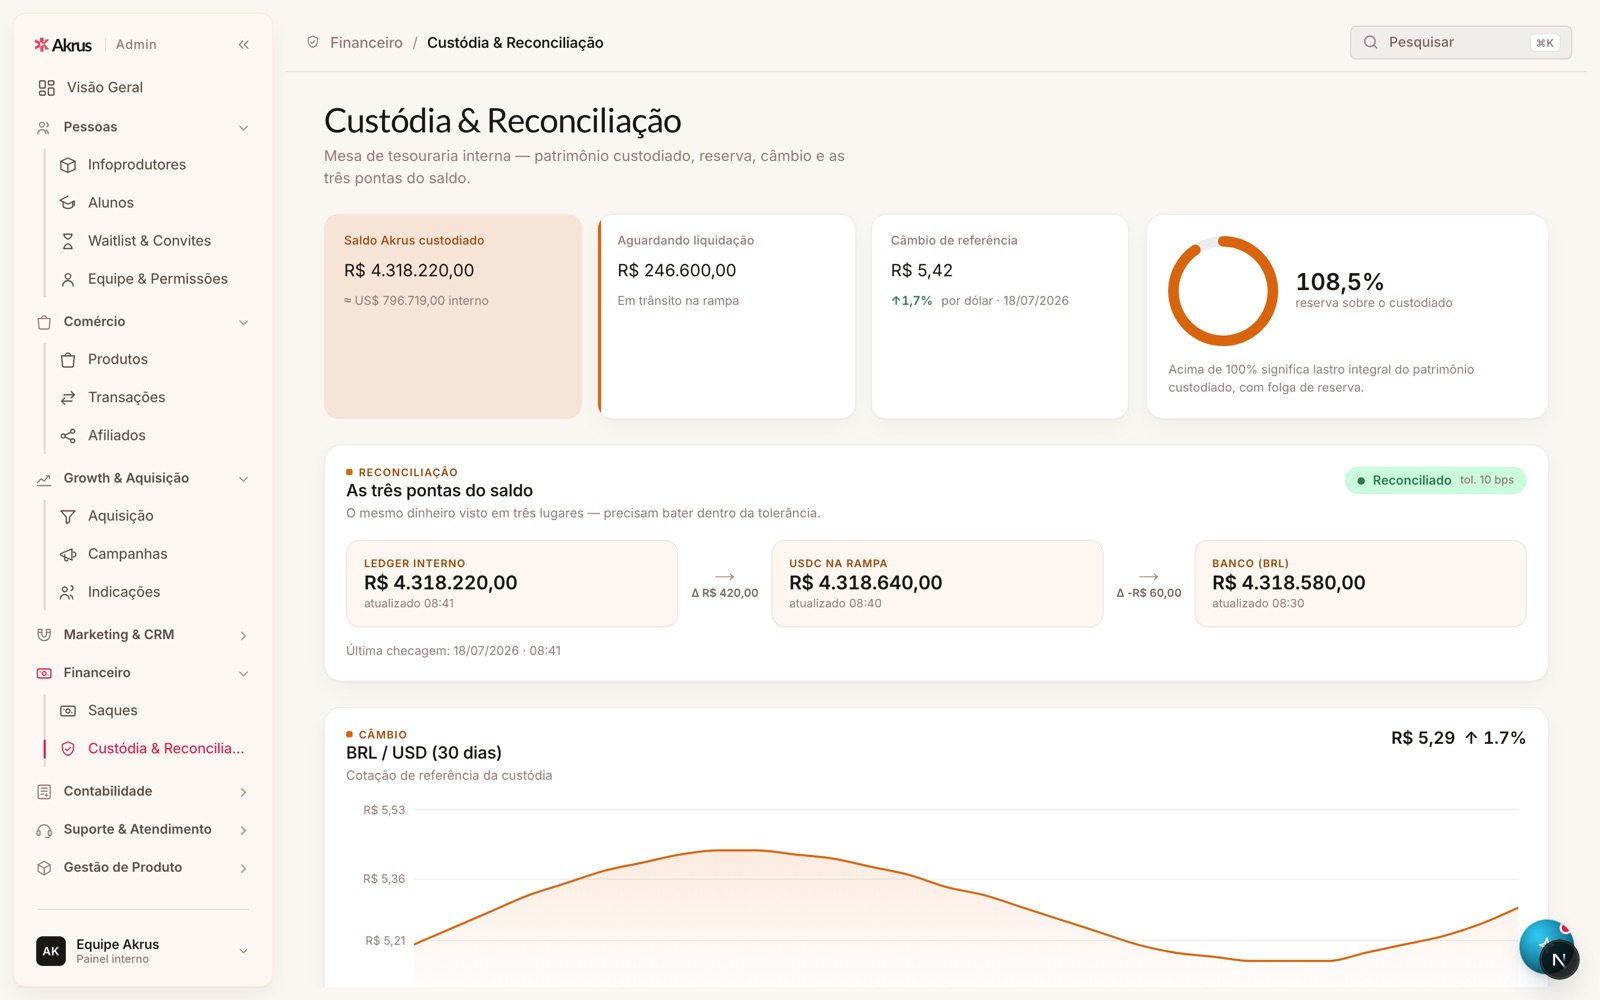 Akrus
Admin
Visão Geral
Pessoas
Infoprodutores
Alunos
Waitlist & Convites
Equipe & Permissões
Comércio
Produtos
Transações
Afiliados
Growth & Aquisição
Aquisição
Campanhas
Indicações
Marketing & CRM
Financeiro
Saques
Custódia & Reconcilia...
Contabilidade
Suporte & Atendimento
Gestão de Produto
AK
Equipe Akrus
Painel interno
Financeiro / Custódia & Reconciliação
Pesquisar
⌘K
Custódia & Reconciliação
Mesa de tesouraria interna — patrimônio custodiado, reserva, câmbio e as
três pontas do saldo.
Saldo Akrus custodiado
R$ 4.318.220,00
≈ US$ 796.719,00 interno
Aguardando liquidação
R$ 246.600,00
Em trânsito na rampa
Câmbio de referência
R$ 5,42
↑1,7% por dólar · 18/07/2026
108,5%
reserva sobre o custodiado
Acima de 100% significa lastro integral do patrimônio
custodiado, com folga de reserva.
RECONCILIAÇÃO
As três pontas do saldo
O mesmo dinheiro visto em três lugares — precisam bater dentro da tolerância.
Reconciliado tol. 10 bps
LEDGER INTERNO
R$ 4.318.220,00
atualizado 08:41
→
Δ R$ 420,00
USDC NA RAMPA
R$ 4.318.640,00
atualizado 08:40
→
Δ -R$ 60,00
BANCO (BRL)
R$ 4.318.580,00
atualizado 08:30
Última checagem: 18/07/2026 · 08:41
CÂMBIO
BRL / USD (30 dias)
Cotação de referência da custódia
R$ 5,29 ↑ 1.7%
R$ 5,53
R$ 5,36
R$ 5,21
N